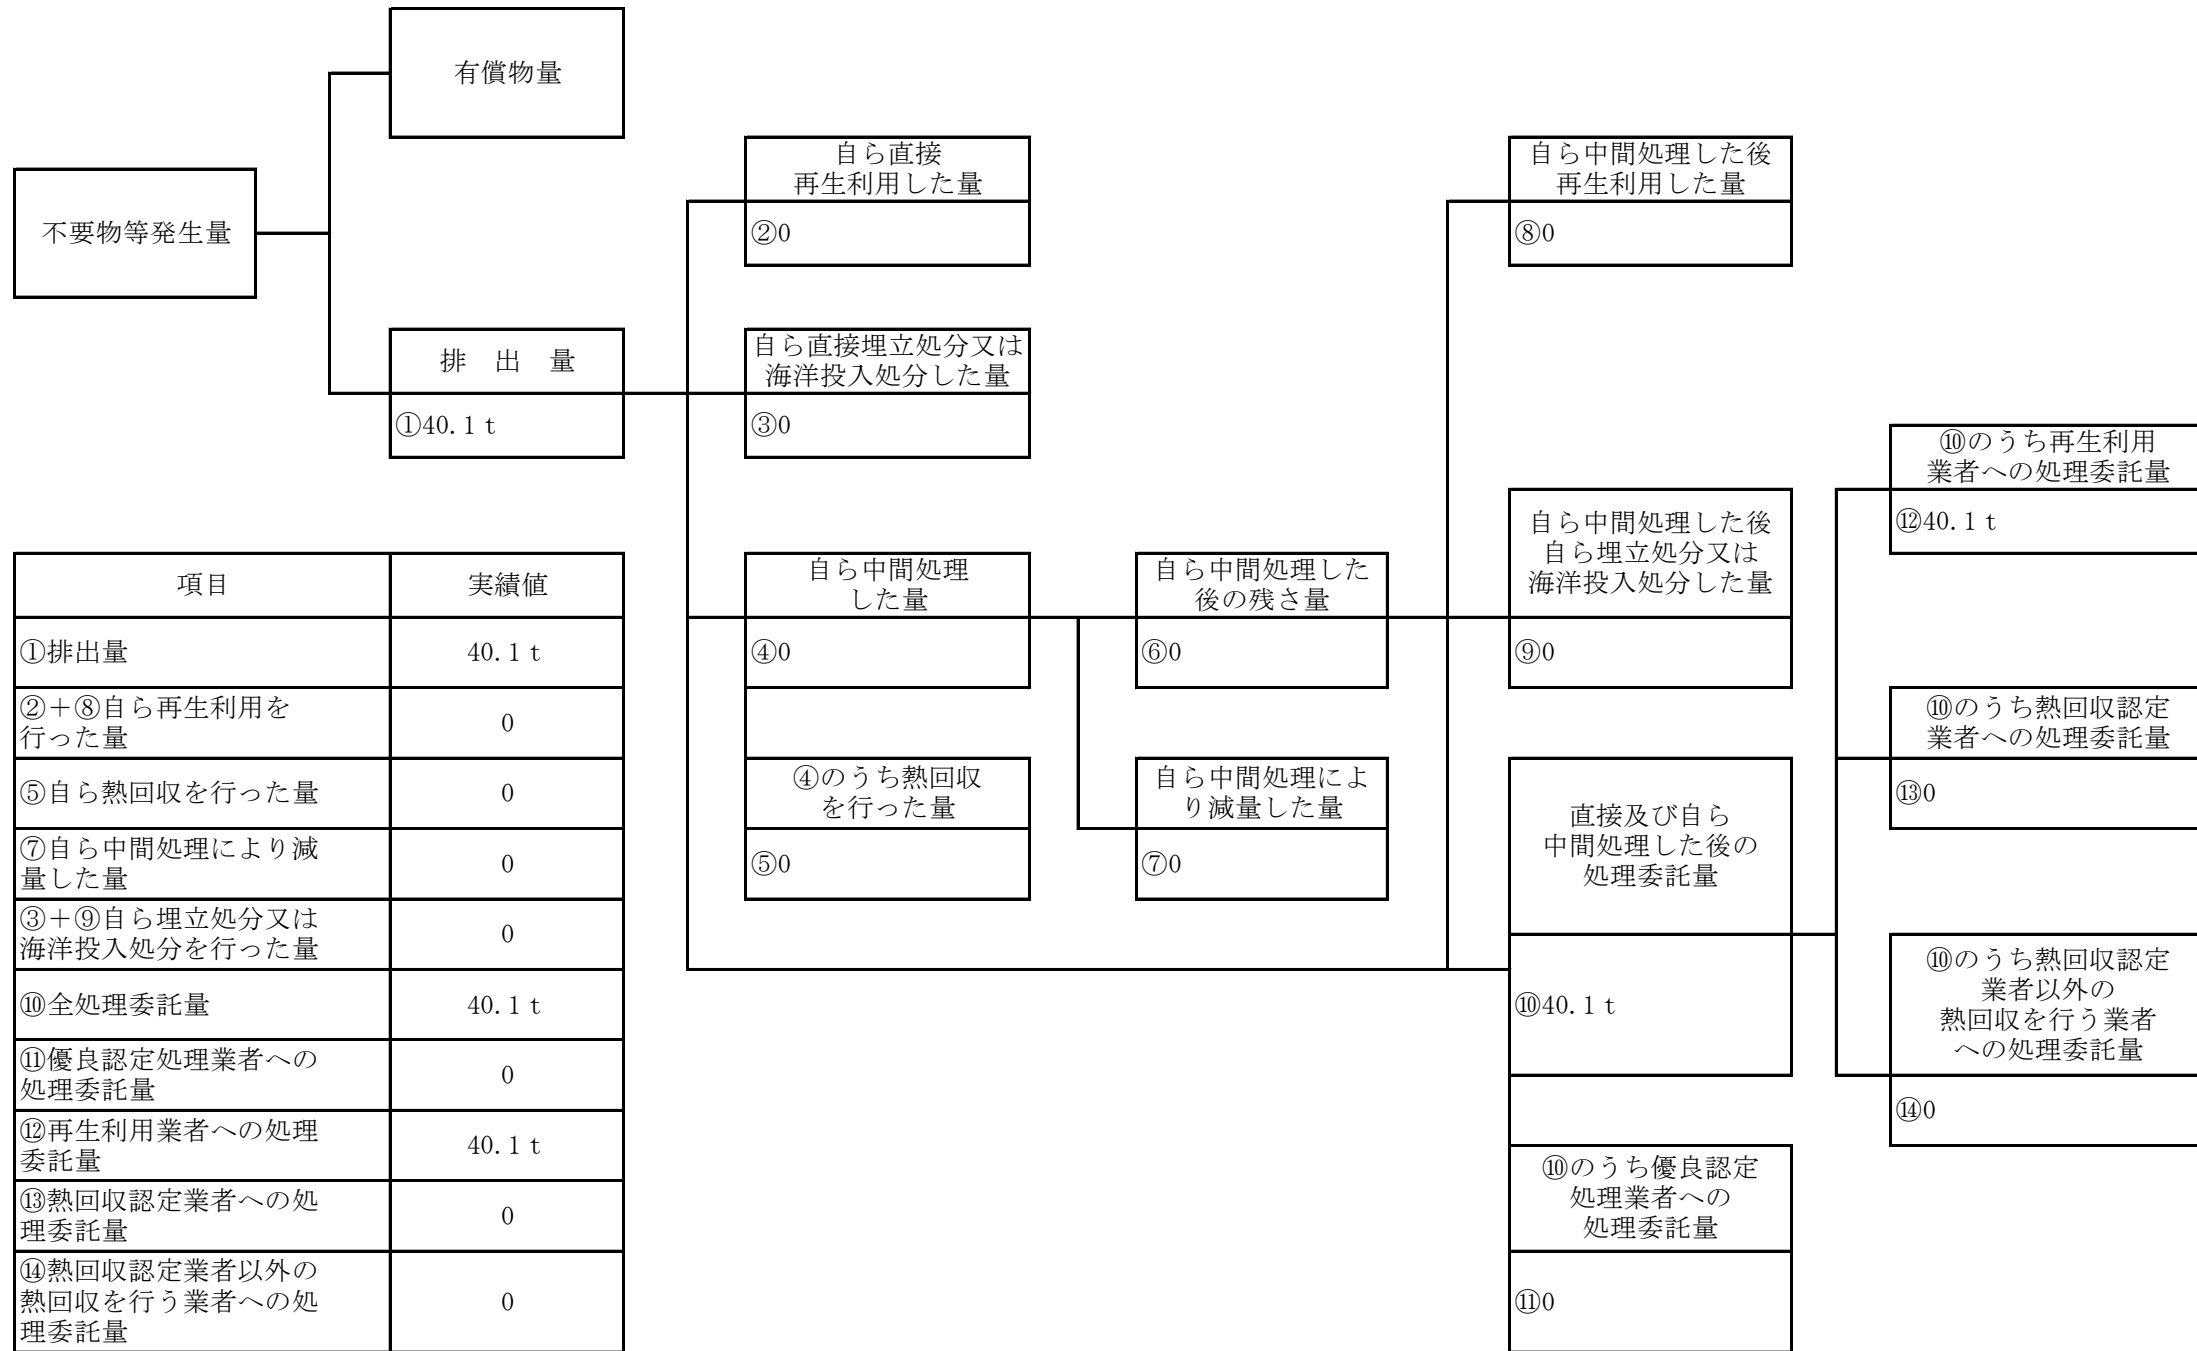 有償物量
不要物等発生量
排　出　量
①40.1 t
自ら直接
再生利用した量
②0
自ら直接埋立処分又は
海洋投入処分した量
③0
自ら中間処理
した量
④0
④のうち熱回収
を行った量
⑤0
自ら中間処理した
後の残さ量
⑥0
自ら中間処理によ
り減量した量
⑦0
自ら中間処理した後
再生利用した量
⑧0
自ら中間処理した後
自ら埋立処分又は
海洋投入処分した量
⑨0
直接及び自ら
中間処理した後の
処理委託量
⑩40.1 t
⑩のうち優良認定
処理業者への
処理委託量
⑪0
⑩のうち再生利用
業者への処理委託量
⑫40.1 t
⑩のうち熱回収認定
業者への処理委託量
⑬0
⑩のうち熱回収認定
業者以外の
熱回収を行う業者
への処理委託量
⑭0
項目
実績値
①排出量
40.1 t
②＋⑧自ら再生利用を
行った量
0
⑤自ら熱回収を行った量
0
⑦自ら中間処理により減
量した量
0
③＋⑨自ら埋立処分又は
海洋投入処分を行った量
0
⑩全処理委託量
40.1 t
⑪優良認定処理業者への
処理委託量
0
⑫再生利用業者への処理
委託量
40.1 t
⑬熱回収認定業者への処
理委託量
0
⑭熱回収認定業者以外の
熱回収を行う業者への処
理委託量
0